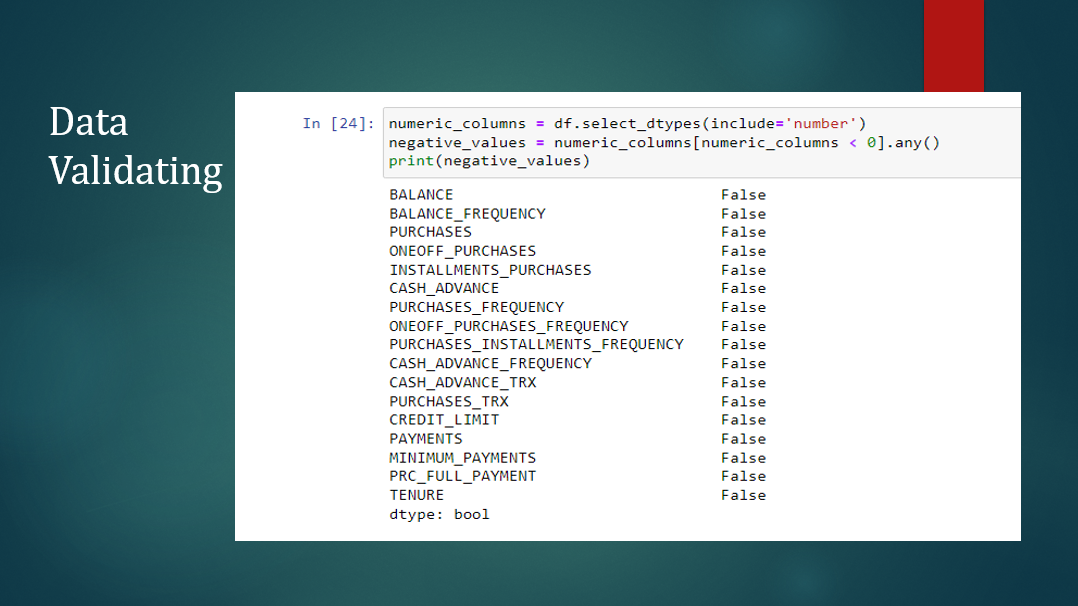 Data
Validating
In [24]: numeric_columns = df.select_dtypes(include='number')
negative_values = numeric_columns[numeric_columns < 0].any()
print(negative_values)
BALANCE False
BALANCE_FREQUENCY False
PURCHASES False
ONEOFF_PURCHASES False
INSTALLMENTS_PURCHASES False
CASH_ADVANCE False
PURCHASES_FREQUENCY False
ONEOFF_PURCHASES_FREQUENCY False
PURCHASES_INSTALLMENTS_FREQUENCY False
CASH_ADVANCE_FREQUENCY False
CASH_ADVANCE_TRX False
PURCHASES_TRX False
CREDIT_LIMIT False
PAYMENTS False
MINIMUM_PAYMENTS False
PRC_FULL_PAYMENT False
TENURE False
dtype: bool